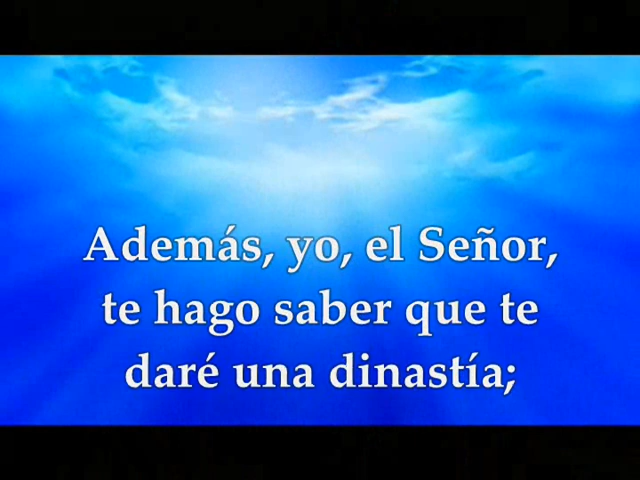 Además, yo, el Señor,
te hago saber que te
daré una dinastía;